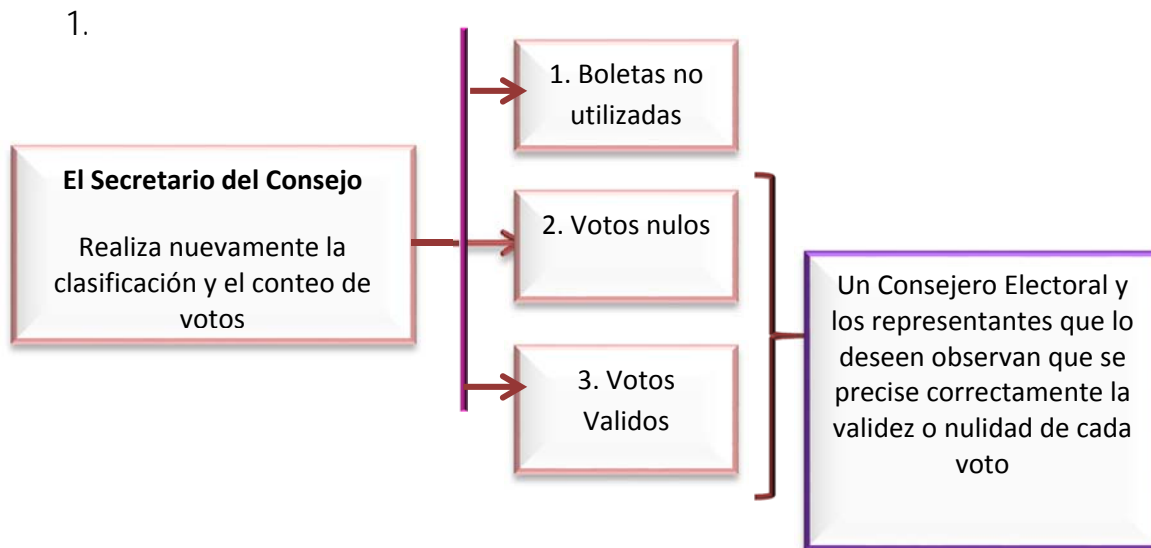 1.
El Secretario del Consejo
Realiza nuevamente la
clasificación y el conteo de
votos
1. Boletas no
utilizadas
2. Votos nulos
3. Votos
Validos
Un Consejero Electoral y
los representantes que lo
deseen observan que se
precise correctamente la
validez o nulidad de cada
voto